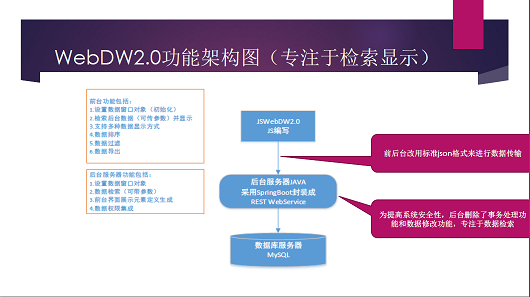 WebDW2.0功能架构图（专注于检索显示）
前台功能包括：
1.设置数据窗口对象（初始化）
2.检索后台数据（可传参数）并显示
3.支持多种数据显示方式
4.数据排序
5.数据过滤
6.数据导出
后台服务器功能包括：
1.设置数据窗口对象
2.数据检索（可带参数）
3.前台界面展示元素定义生成
4.数据权限集成
JSWebDW2.0
JS编写
前后台改用标准json格式来进行数据传输
后台服务器JAVA
采用SpringBoot封装成
REST WebService
为提高系统安全性，后台删除了事务处理功
能和数据修改功能，专注于数据检索
数据库服务器
MySQL